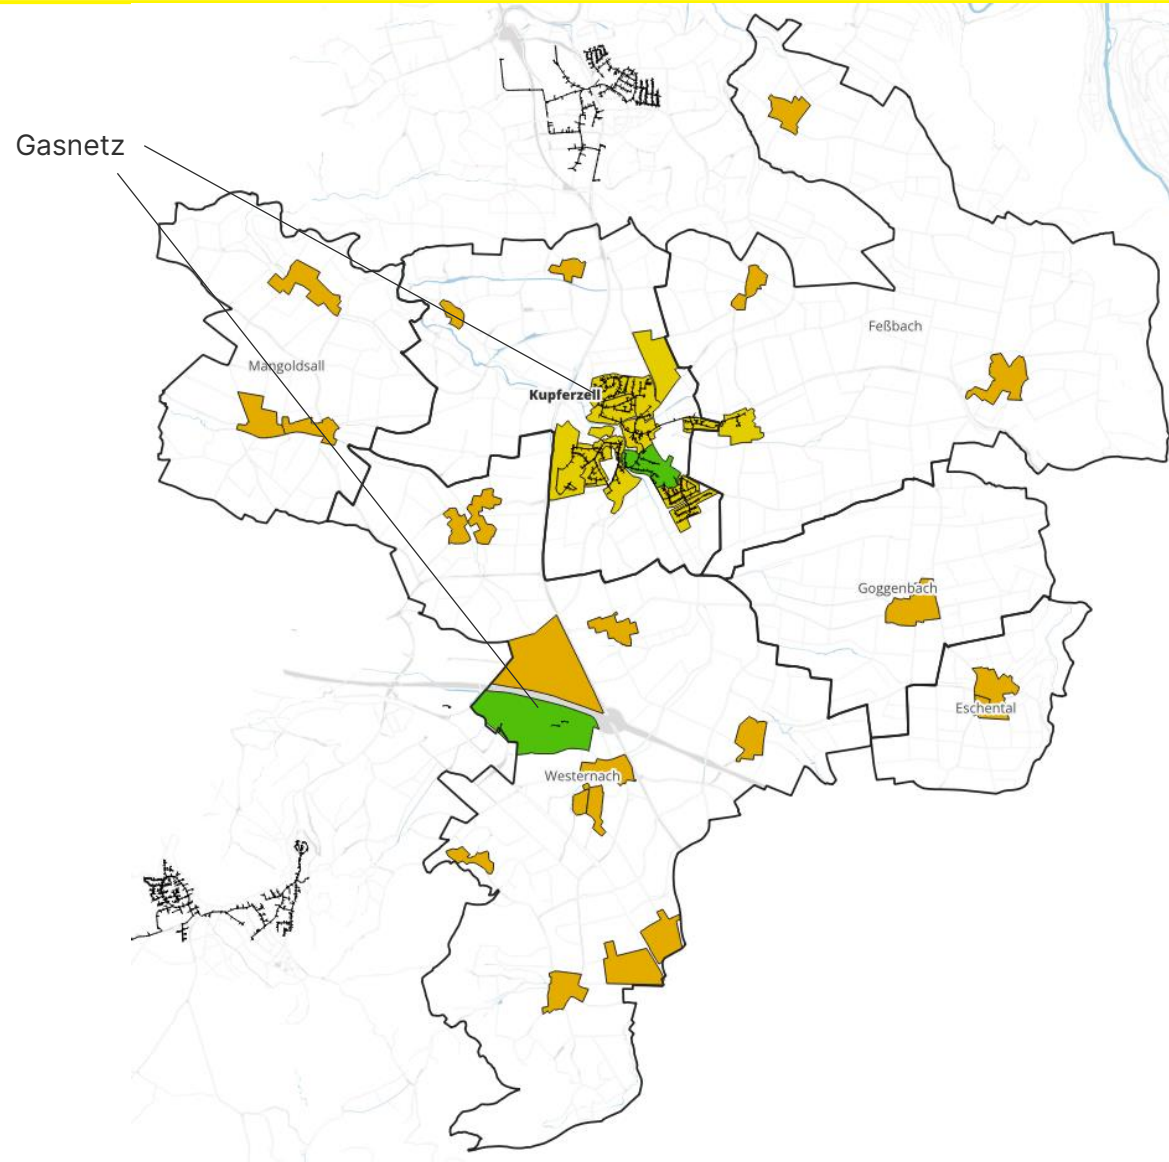 Gasnetz
Feßbach
Mangoldsall
Kupferzell
Goggenbach
Eschental
Westernach